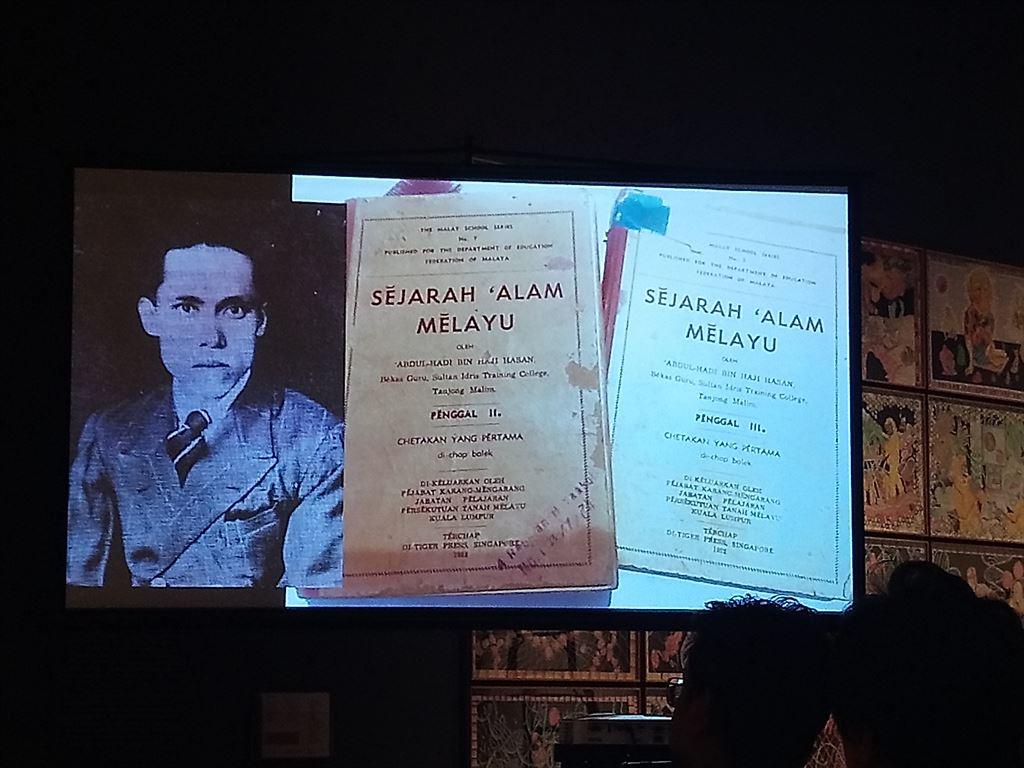 THE MALAY SCHOOL SERIES
No. 7
PUBLISHED FOR THE DEPARTMENT OF EDUCATION
FEDERATION OF MALAYA
SĔJARAH 'ALAM
MĔLAYU
OLEH
'ABDUL-HADI BIN HAJI HASAN,
Bekas Guru, Sultan Idris Training College,
Tanjong Malim.
PĔNGGAL II.
CHETAKAN YANG PĔRTAMA
di-chap balek
DI-KĔLUARKAN OLEH
PĔJABAT KARANG-MĔNGARANG
JABATAN PĔLAJARAN
PĔRSĔKUTUAN TANAH MĔLAYU
KUALA LUMPUR
TĔRCHAP
DI-TIGER PRESS, SINGAPORE
MALAY SCHOOL SERIES
No.
PUBLISHED FOR THE DEPARTMENT OF EDUCATION
FEDERATION OF MALAYA
SĔJARAH 'ALAM
MĔLAYU
OLEH
'ABDUL-HADI BIN HAJI HASAN,
Bekas Guru, Sultan Idris Training College,
Tanjong Malim.
PĔNGGAL III.
CHETAKAN YANG PĔRTAMA
di-chap balek
DI-KĔLUARKAN OLEH
PĔJABAT KARANG-MĔNGARANG
JABATAN PĔLAJARAN
PĔRSĔKUTUAN TANAH MĔLAYU
KUALA LUMPUR
TĔRCHAP
DI-TIGER PRESS, SINGAPORE